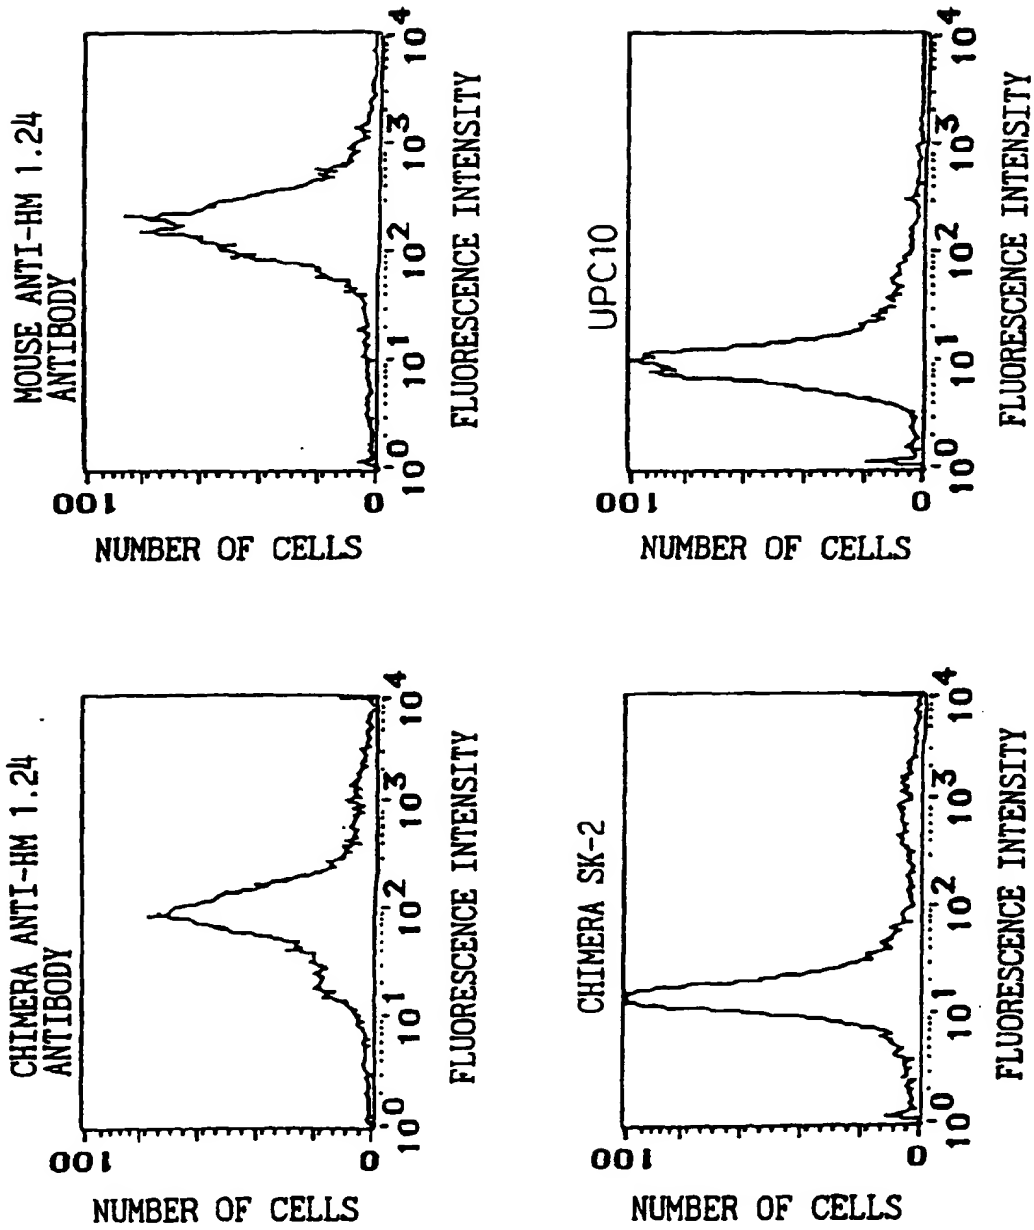 CHIMERA ANTI-HM 1.24
ANTIBODY
NUMBER OF CELLS
100
0
10^0 10^1 10^2 10^3 10^4
FLUORESCENCE INTENSITY
MOUSE ANTI-HM 1.24
ANTIBODY
NUMBER OF CELLS
100
0
10^0 10^1 10^2 10^3 10^4
FLUORESCENCE INTENSITY
CHIMERA SK-2
NUMBER OF CELLS
100
0
10^0 10^1 10^2 10^3 10^4
FLUORESCENCE INTENSITY
UPC10
NUMBER OF CELLS
100
0
10^0 10^1 10^2 10^3 10^4
FLUORESCENCE INTENSITY